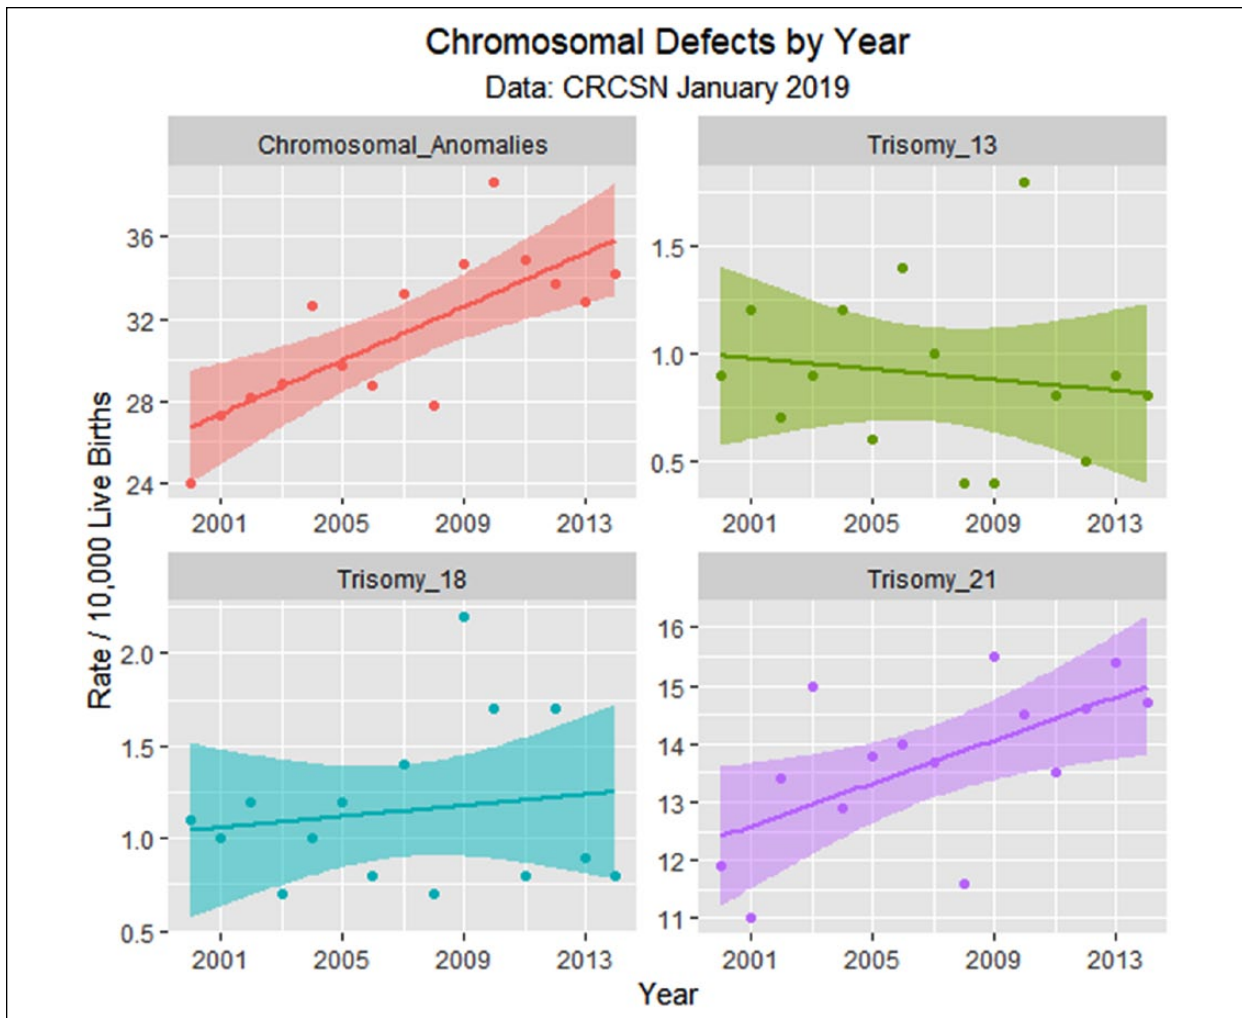 Chromosomal Defects by Year
Data: CRCSN January 2019
Chromosomal_Anomalies
Trisomy_13
36
32
28
24
1.5
1.0
0.5
2001 2005 2009 2013
2001 2005 2009 2013
Rate / 10,000 Live Births
Trisomy_18
Trisomy_21
2.0
1.5
1.0
0.5
16
15
14
13
12
11
2001 2005 2009 2013
2001 2005 2009 2013
Year